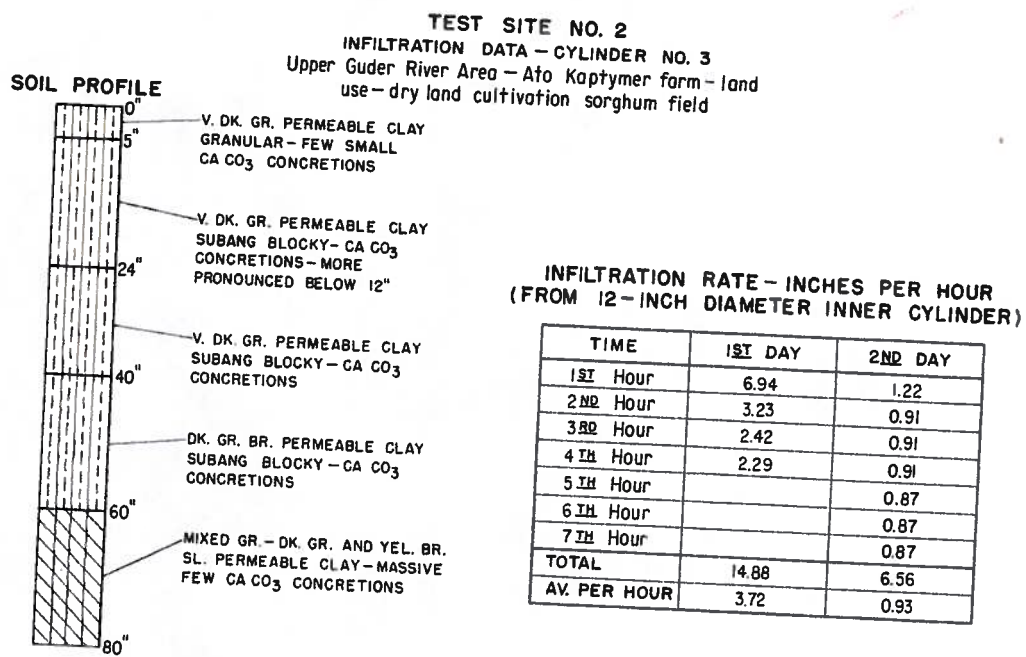 TEST SITE NO. 2
INFILTRATION DATA – CYLINDER NO. 3
Upper Guder River Area – Ato Kaptymer farm – land
use – dry land cultivation sorghum field
SOIL PROFILE
0"
V. DK. GR. PERMEABLE CLAY
GRANULAR – FEW SMALL
CA CO3 CONCRETIONS
5"
V. DK. GR. PERMEABLE CLAY
SUBANG BLOCKY – CA CO3
CONCRETIONS – MORE
PRONOUNCED BELOW 12"
24"
V. DK. GR. PERMEABLE CLAY
SUBANG BLOCKY – CA CO3
CONCRETIONS
40"
DK. GR. BR. PERMEABLE CLAY
SUBANG BLOCKY – CA CO3
CONCRETIONS
60"
MIXED GR. – DK. GR. AND YEL. BR.
SL. PERMEABLE CLAY – MASSIVE
FEW CA CO3 CONCRETIONS
80"
INFILTRATION RATE – INCHES PER HOUR
(FROM 12 – INCH DIAMETER INNER CYLINDER)
TIME 1ST DAY 2ND DAY
1ST Hour 6.94 1.22
2ND Hour 3.23 0.91
3RD Hour 2.42 0.91
4TH Hour 2.29 0.91
5TH Hour 0.87
6TH Hour 0.87
7TH Hour 0.87
TOTAL 14.88 6.56
AV. PER HOUR 3.72 0.93